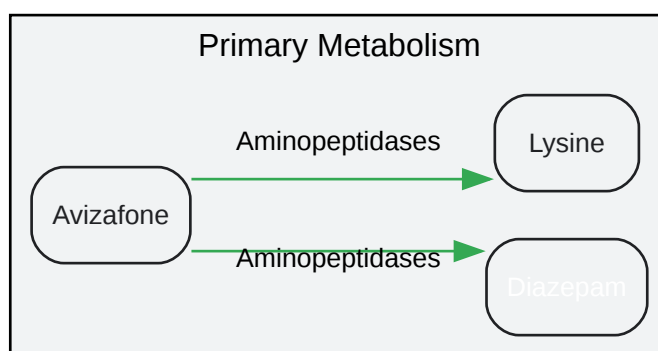 Primary Metabolism
Aminopeptidases
Lysine
Avizafone
Aminopeptidases
Diazepam